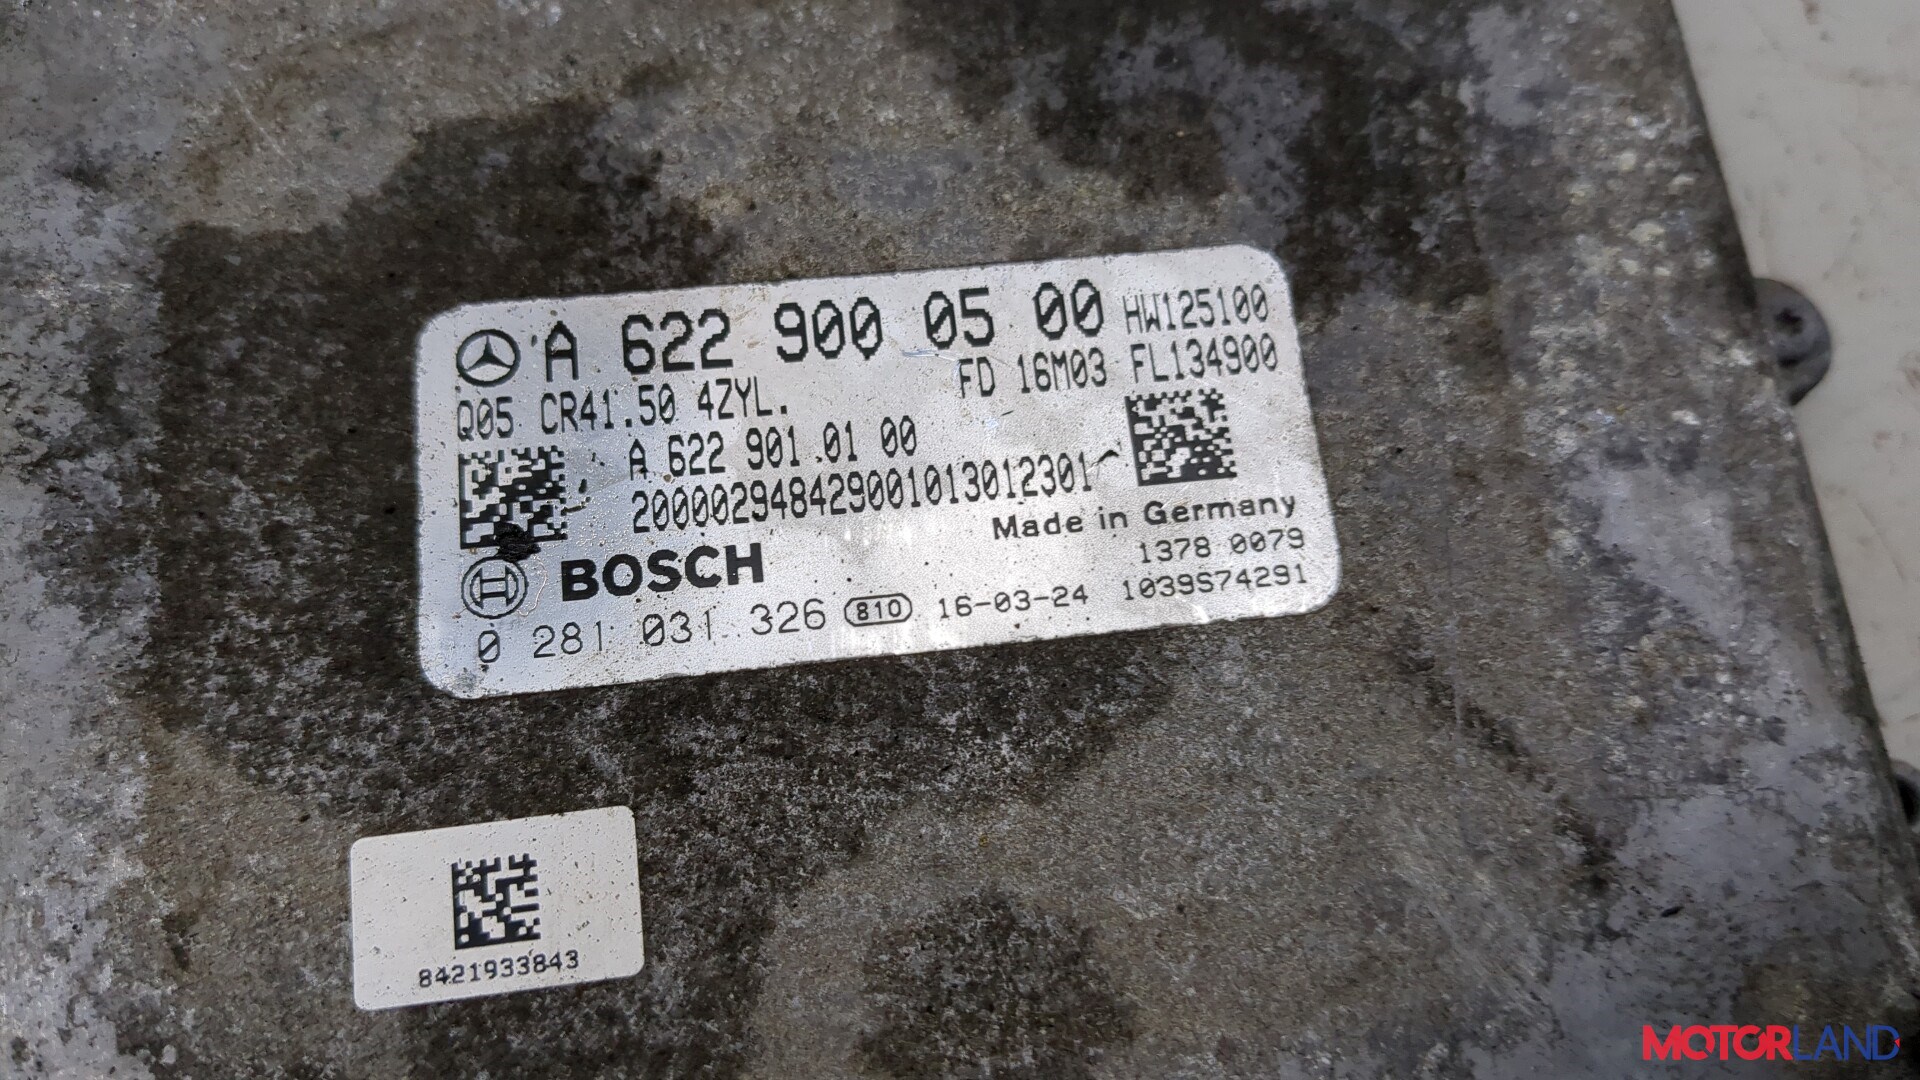 A 622 900 05 00 HW125100
Q05 CR41.50 4ZYL. FD 16M03 FL134900
A 622 901 01 00
200002948429001013012301
Made in Germany
BOSCH 1378 0079
0 281 031 326 810 16-03-24 1039S74291
8421933843
MOTORLAND